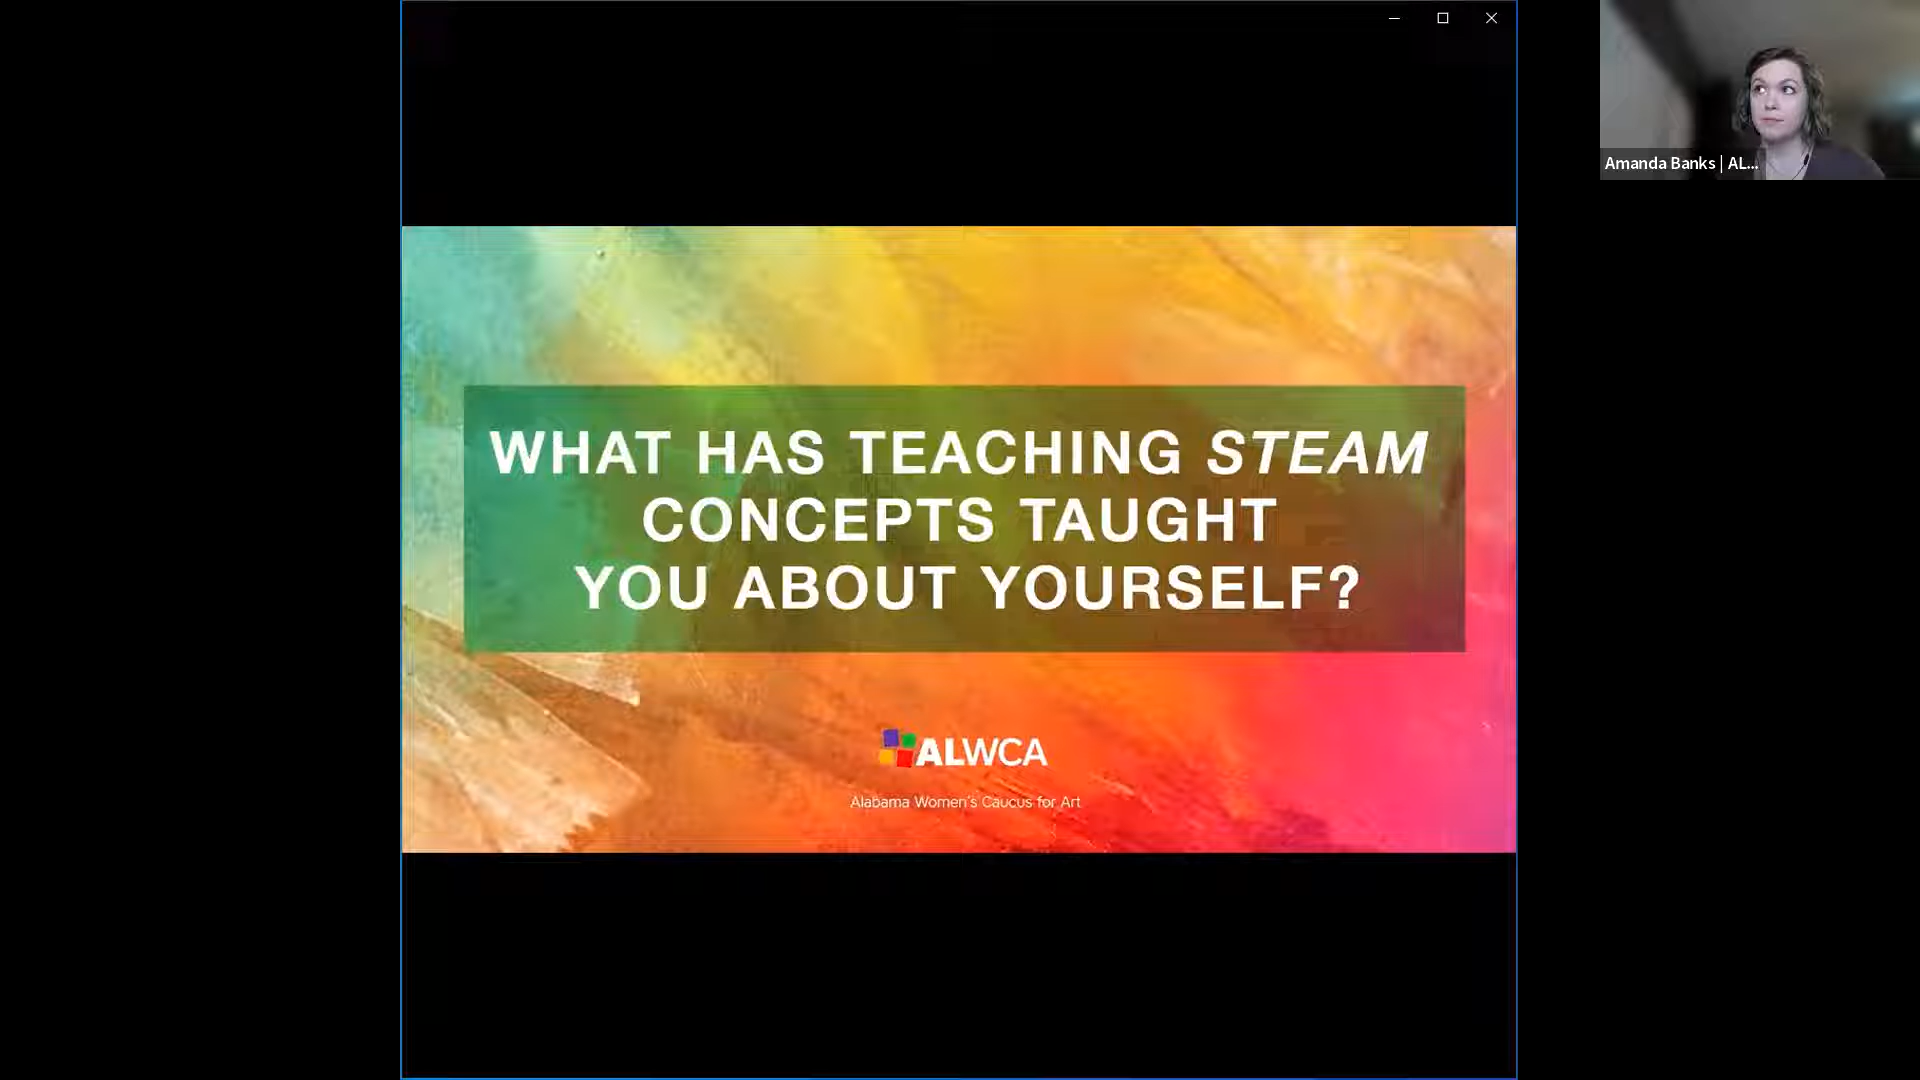 Amanda Banks | AL...
WHAT HAS TEACHING STEAM
CONCEPTS TAUGHT
YOU ABOUT YOURSELF?
ALWCA
Alabama Women's Caucus for Art